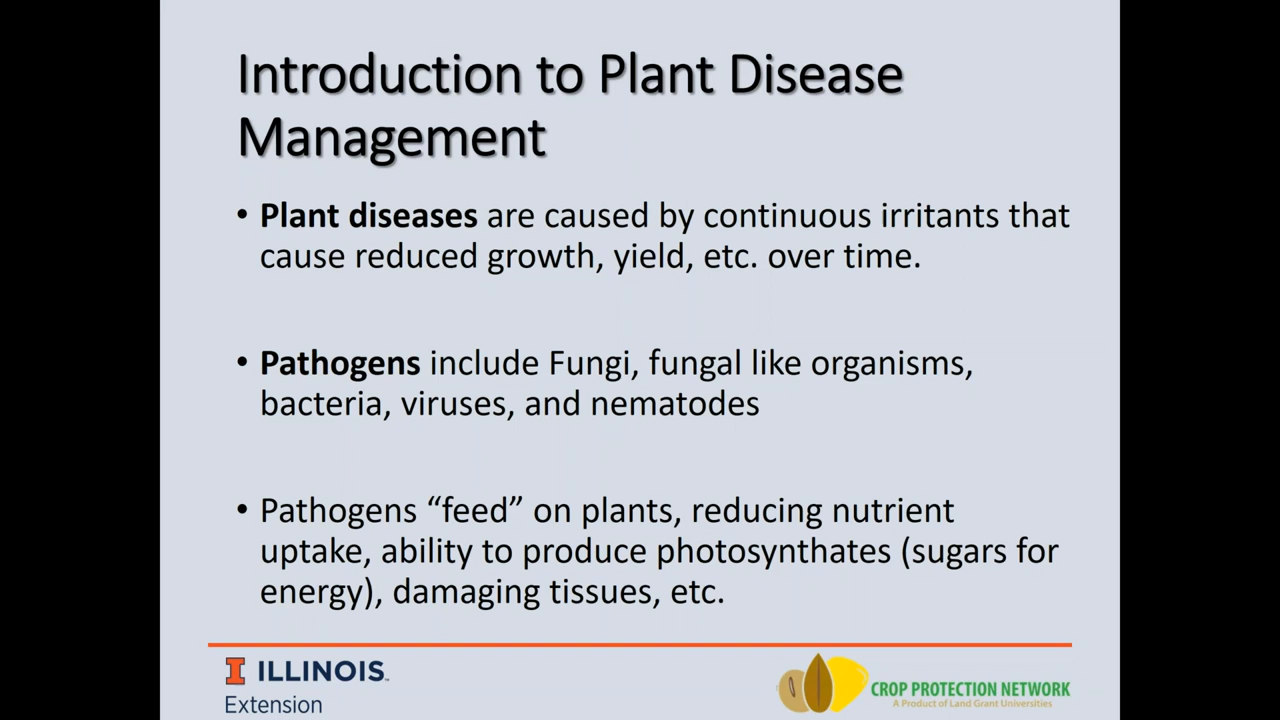 Introduction to Plant Disease
Management
• Plant diseases are caused by continuous irritants that
cause reduced growth, yield, etc. over time.
• Pathogens include Fungi, fungal like organisms,
bacteria, viruses, and nematodes
• Pathogens “feed” on plants, reducing nutrient
uptake, ability to produce photosynthates (sugars for
energy), damaging tissues, etc.
I ILLINOIS
Extension
CROP PROTECTION NETWORK
A Product of Land Grant Universities